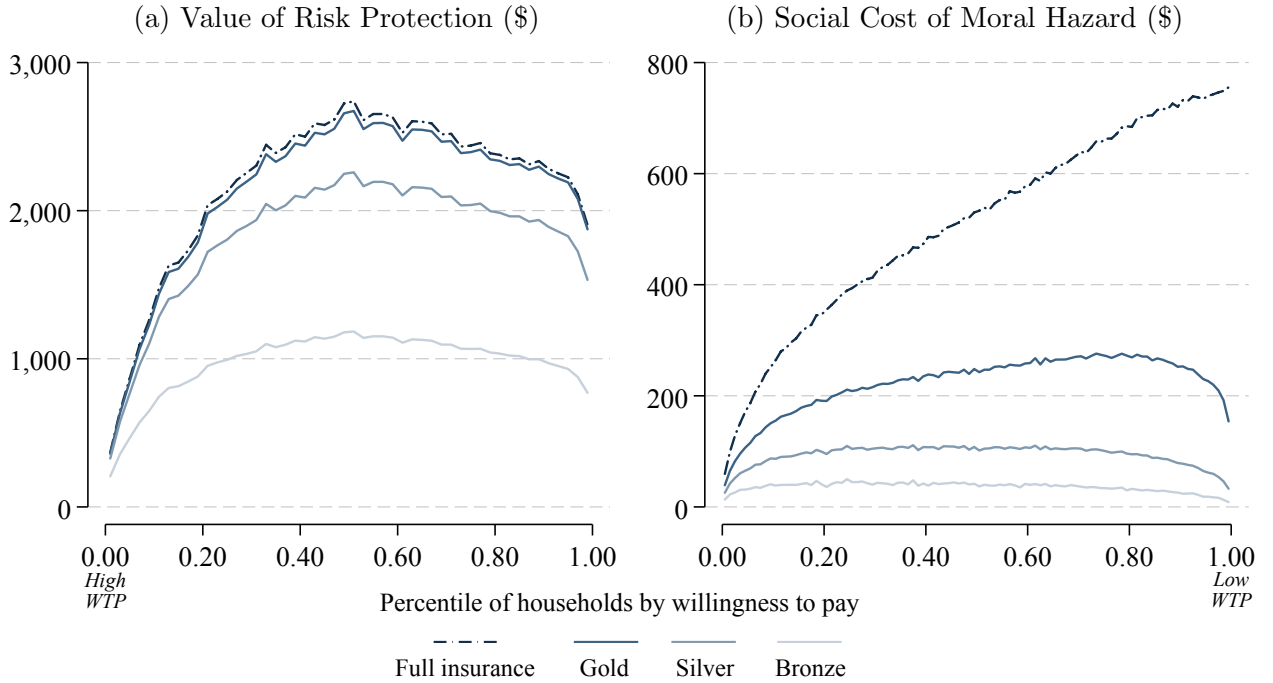 (a) Value of Risk Protection ($)
(b) Social Cost of Moral Hazard ($)
3,000
2,000
1,000
0
800
600
400
200
0
0.00 0.20 0.40 0.60 0.80 1.00
0.00 0.20 0.40 0.60 0.80 1.00
High
WTP
Low
WTP
Percentile of households by willingness to pay
Full insurance Gold Silver Bronze